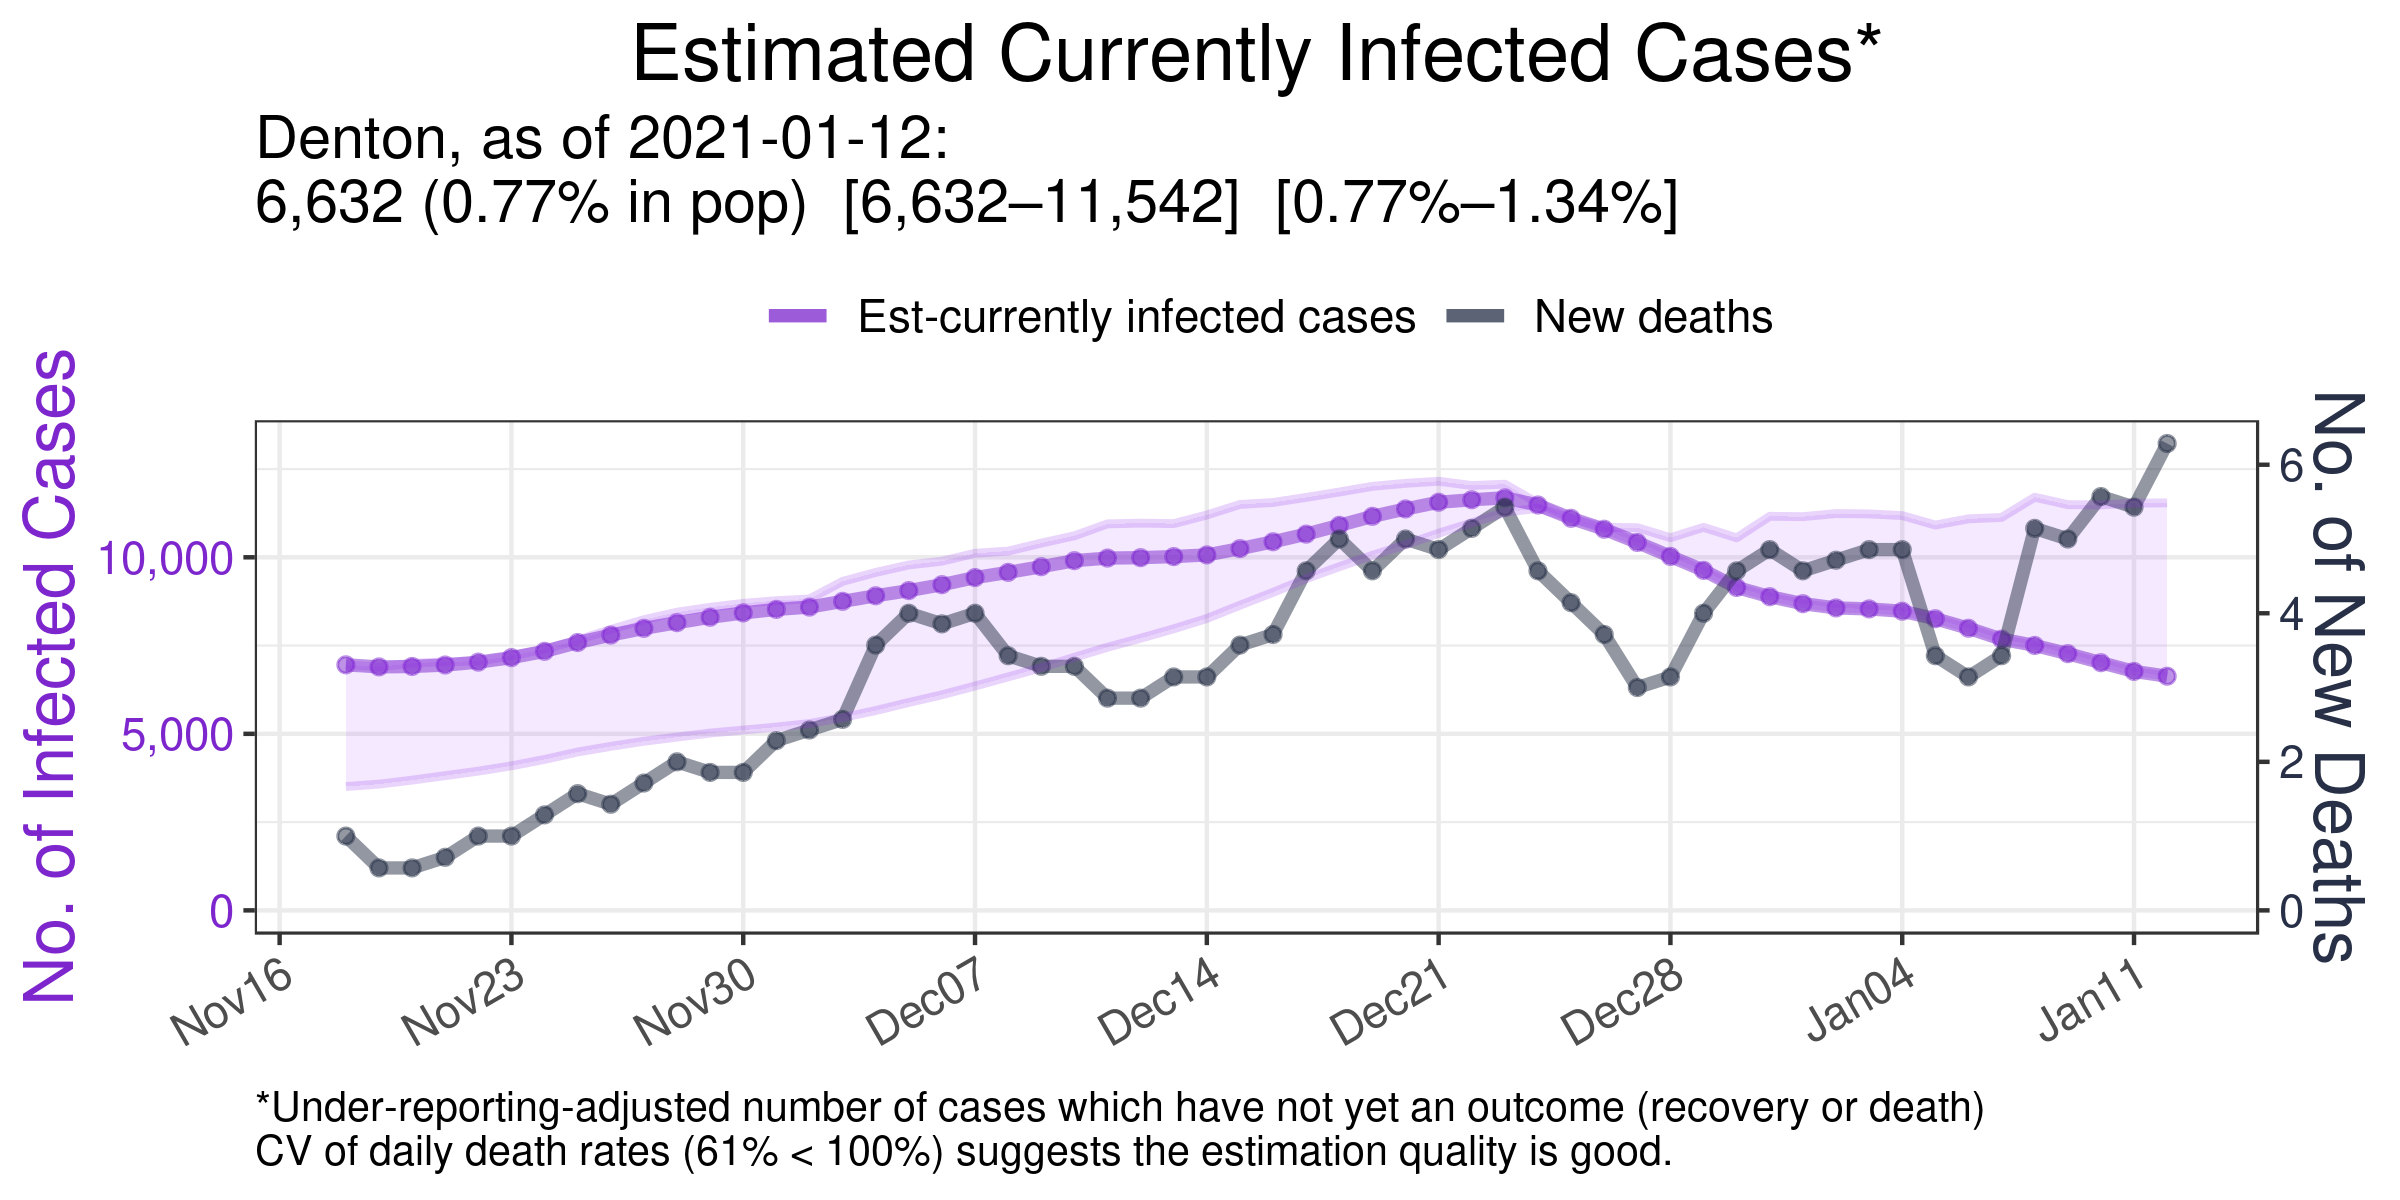 Estimated Currently Infected Cases*
Denton, as of 2021-01-12:
6,632 (0.77% in pop)  [6,632–11,542]  [0.77%–1.34%]
Est-currently infected cases
New deaths
No. of Infected Cases
10,000
5,000
0
No. of New Deaths
6
4
2
0
Nov16
Nov23
Nov30
Dec07
Dec14
Dec21
Dec28
Jan04
Jan11
*Under-reporting-adjusted number of cases which have not yet an outcome (recovery or death)
CV of daily death rates (61% < 100%) suggests the estimation quality is good.